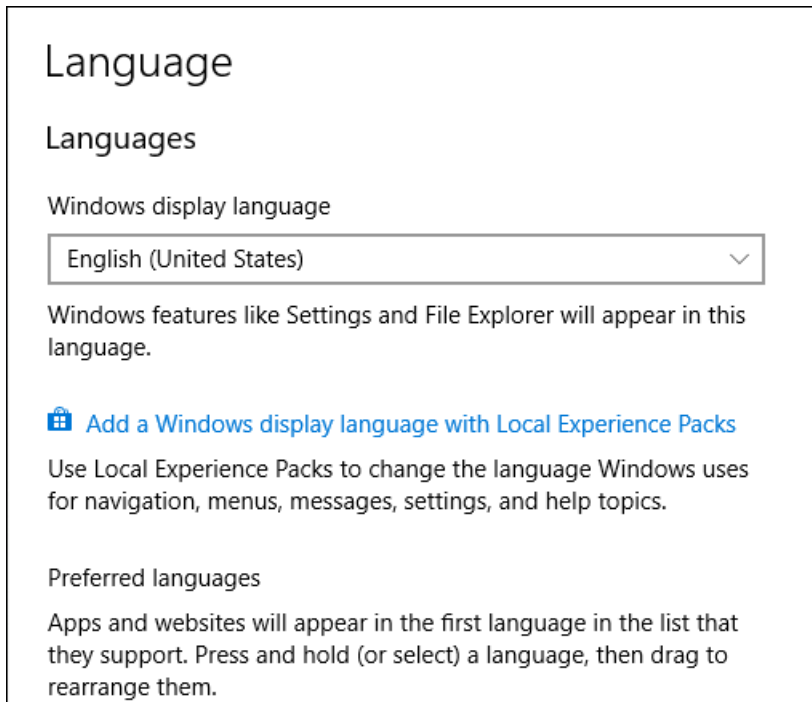 Language
Languages
Windows display language
English (United States)
Windows features like Settings and File Explorer will appear in this
language.
Add a Windows display language with Local Experience Packs
Use Local Experience Packs to change the language Windows uses
for navigation, menus, messages, settings, and help topics.
Preferred languages
Apps and websites will appear in the first language in the list that
they support. Press and hold (or select) a language, then drag to
rearrange them.